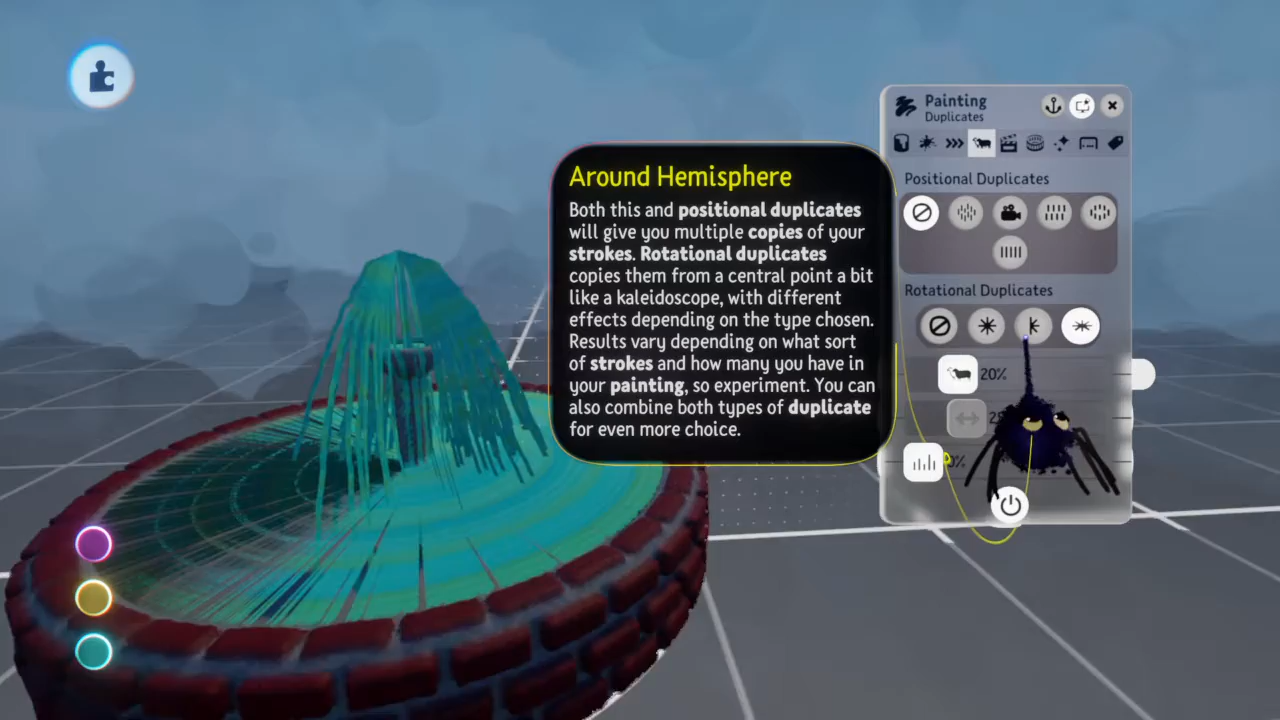 Painting
Duplicates
Positional Duplicates
Around Hemisphere
Both this and positional duplicates
will give you multiple copies of your
strokes. Rotational duplicates
copies them from a central point a bit
like a kaleidoscope, with different
effects depending on the type chosen.
Results vary depending on what sort
of strokes and how many you have in
your painting, so experiment. You can
also combine both types of duplicate
for even more choice.
Rotational Duplicates
20%